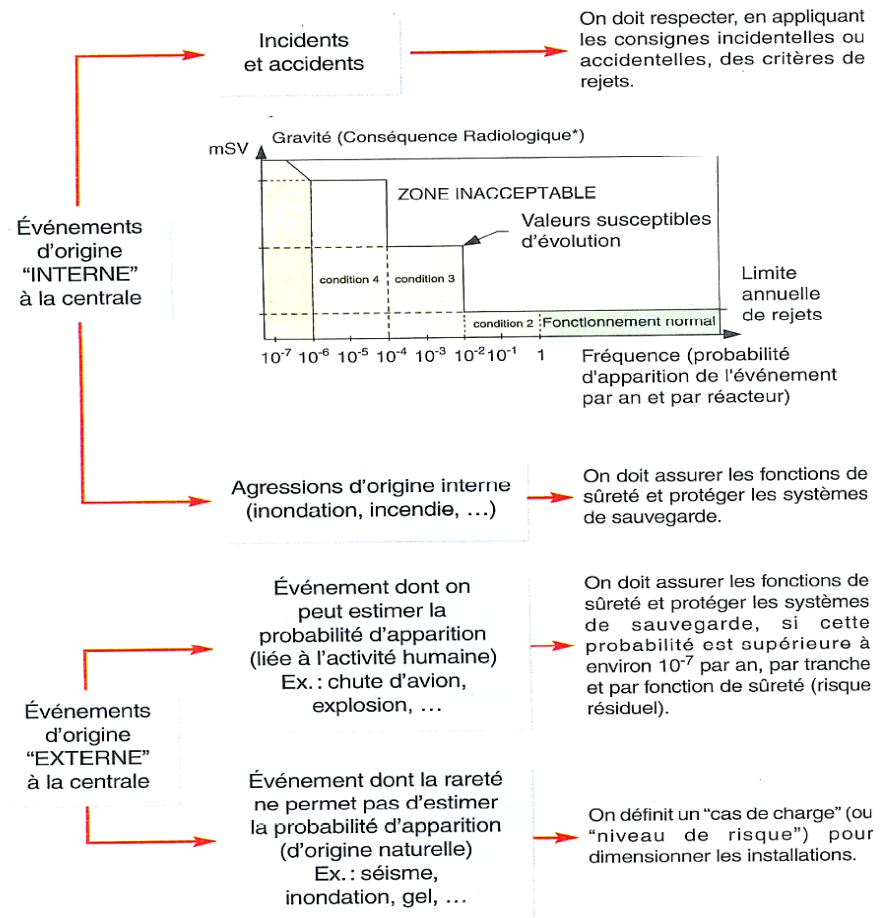 Incidents
et accidents
On doit respecter, en appliquant
les consignes incidentelles ou
accidentelles, des critères de
rejets.
mSV
Gravité (Conséquence Radiologique*)
ZONE INACCEPTABLE
Valeurs susceptibles
d'évolution
condition 4
condition 3
condition 2
Fonctionnement normal
Limite
annuelle
de rejets
10-7 10-6 10-5 10-4 10-3 10-2 10-1 1
Fréquence (probabilité
d'apparition de l'événement
par an et par réacteur)
Événements
d'origine
“INTERNE”
à la centrale
Agressions d'origine interne
(inondation, incendie, …)
On doit assurer les fonctions de
sûreté et protéger les systèmes
de sauvegarde.
Événement dont on
peut estimer la
probabilité d'apparition
(liée à l'activité humaine)
Ex. : chute d'avion,
explosion, …
On doit assurer les fonctions de
sûreté et protéger les systèmes
de sauvegarde, si cette
probabilité est supérieure à
environ 10-7 par an, par tranche
et par fonction de sûreté (risque
résiduel).
Événements
d'origine
“EXTERNE”
à la centrale
Événement dont la rareté
ne permet pas d'estimer
la probabilité d'apparition
(d'origine naturelle)
Ex. : séisme,
inondation, gel, …
On définit un “cas de charge” (ou
“niveau de risque”) pour
dimensionner les installations.